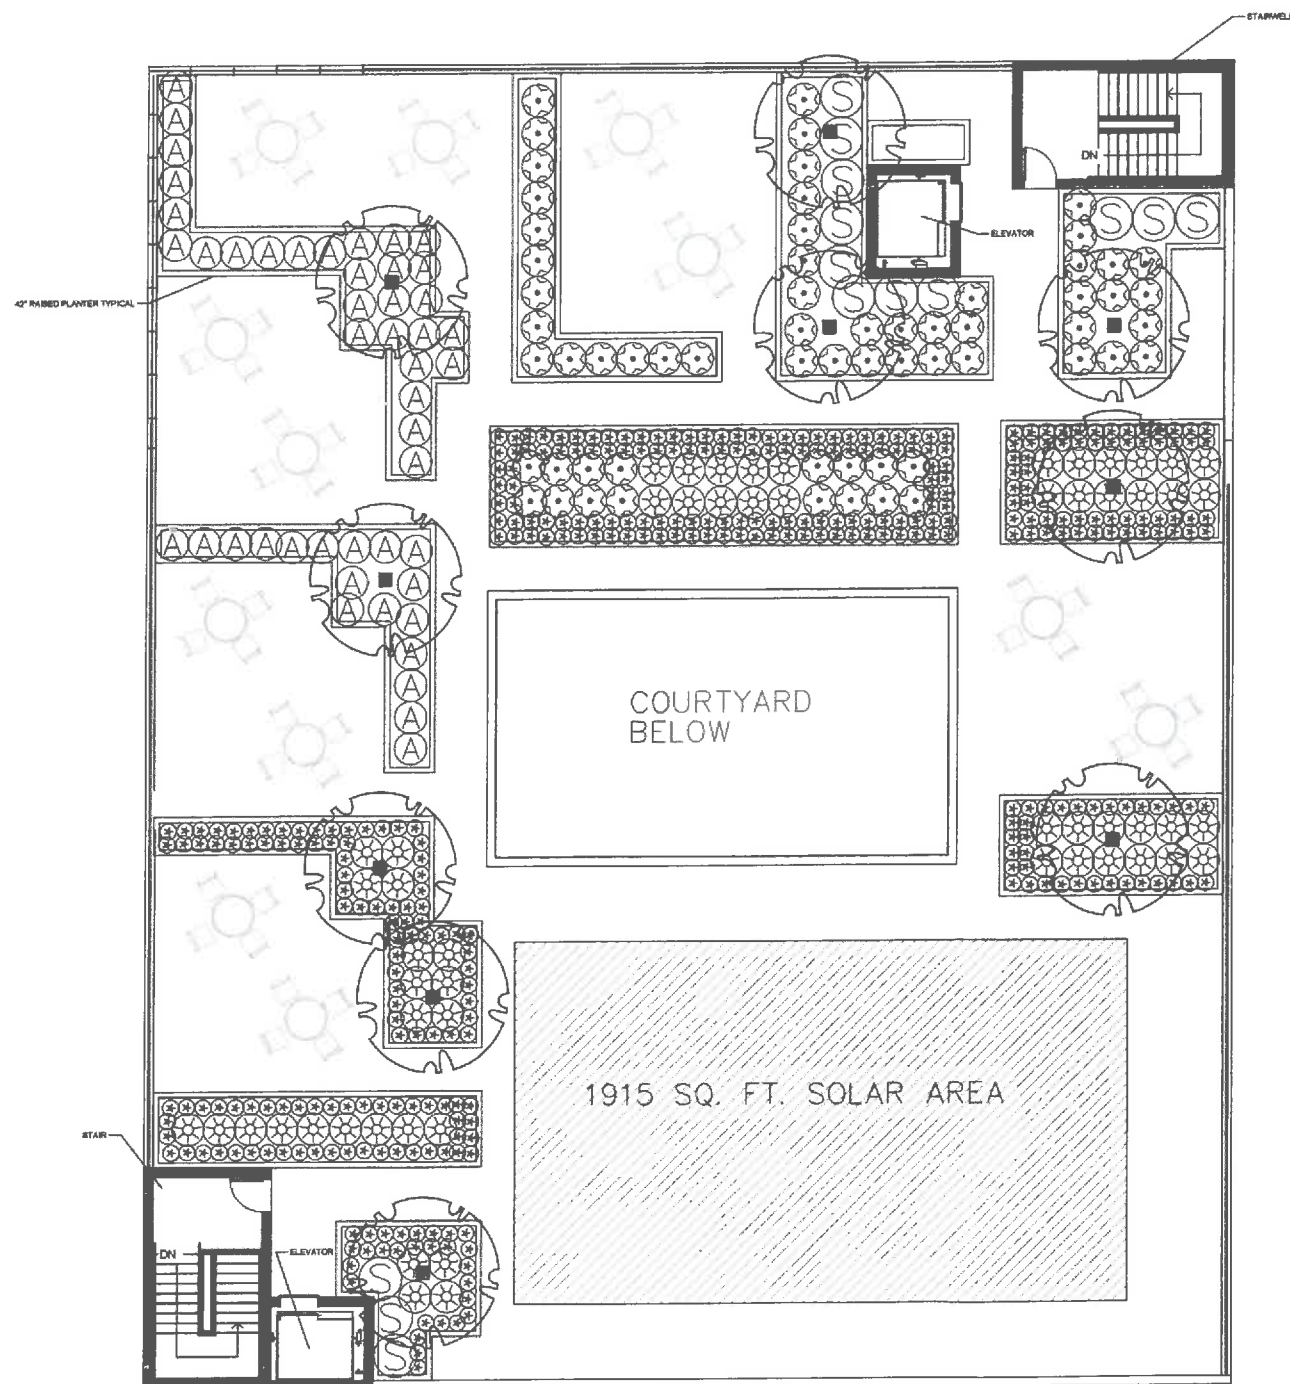 STAIRWELL
DN
ELEVATOR
42" RAISED PLANTER TYPICAL
COURTYARD
BELOW
1915 SQ. FT. SOLAR AREA
STAIR
DN
ELEVATOR